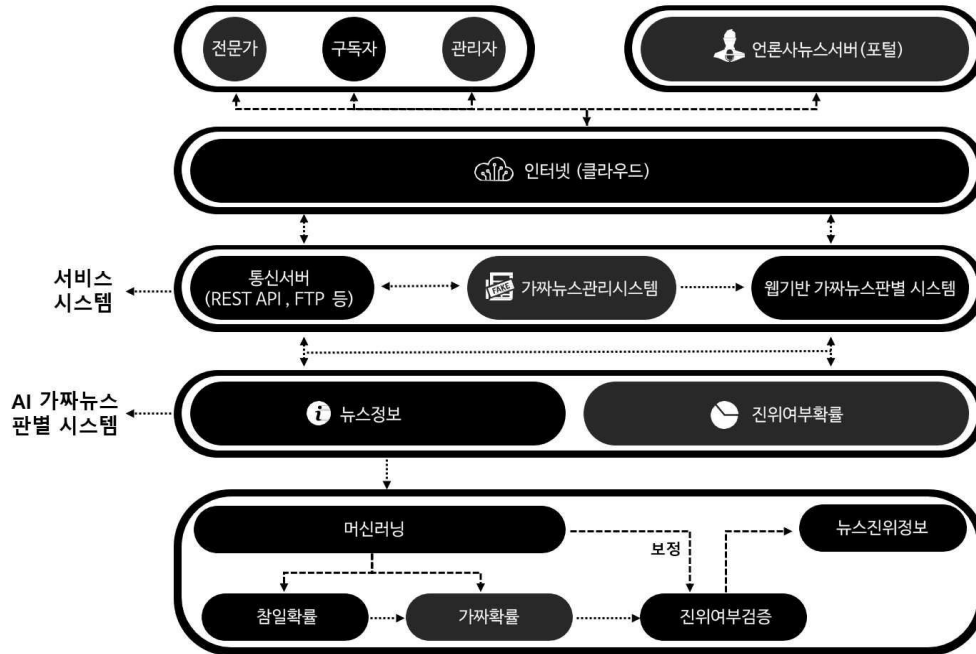 전문가
구독자
관리자
언론사뉴스서버(포털)
인터넷 (클라우드)
서비스
시스템
통신서버
(REST API , FTP 등)
FAKE
가짜뉴스관리시스템
웹기반 가짜뉴스판별 시스템
AI 가짜뉴스
판별 시스템
i 뉴스정보
진위여부확률
머신러닝
보정
뉴스진위정보
참일확률
가짜확률
진위여부검증